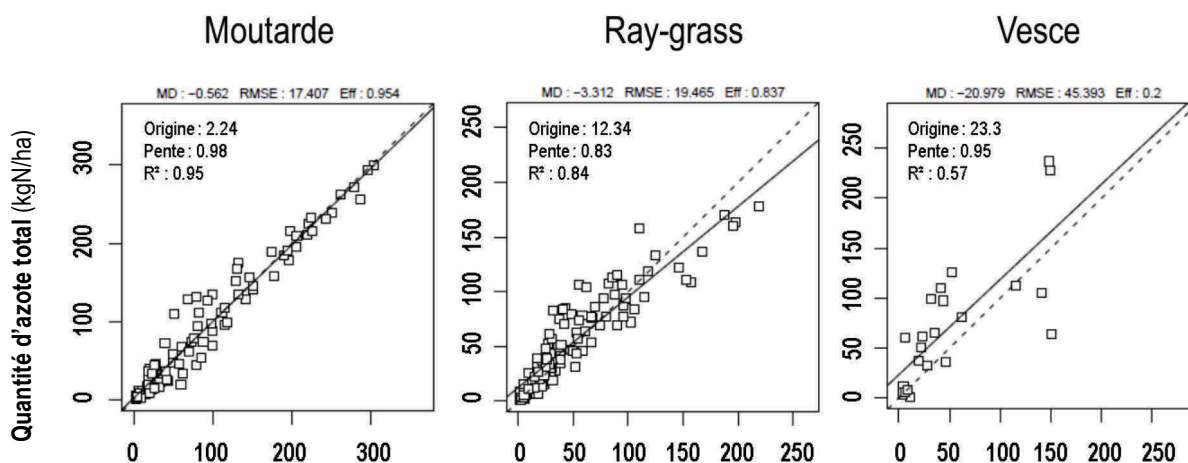 Moutarde
Ray-grass
Vesce
Quantité d'azote total (kgN/ha)
MD : −0.562 RMSE : 17.407 Eff : 0.954
Origine : 2.24
Pente : 0.98
R² : 0.95
300
200
100
0
0 100 200 300
MD : −3.312 RMSE : 19.465 Eff : 0.837
Origine : 12.34
Pente : 0.83
R² : 0.84
250
200
150
100
50
0
0 50 100 150 200 250
MD : −20.979 RMSE : 45.393 Eff : 0.2
Origine : 23.3
Pente : 0.95
R² : 0.57
250
200
150
100
50
0
0 50 100 150 200 250